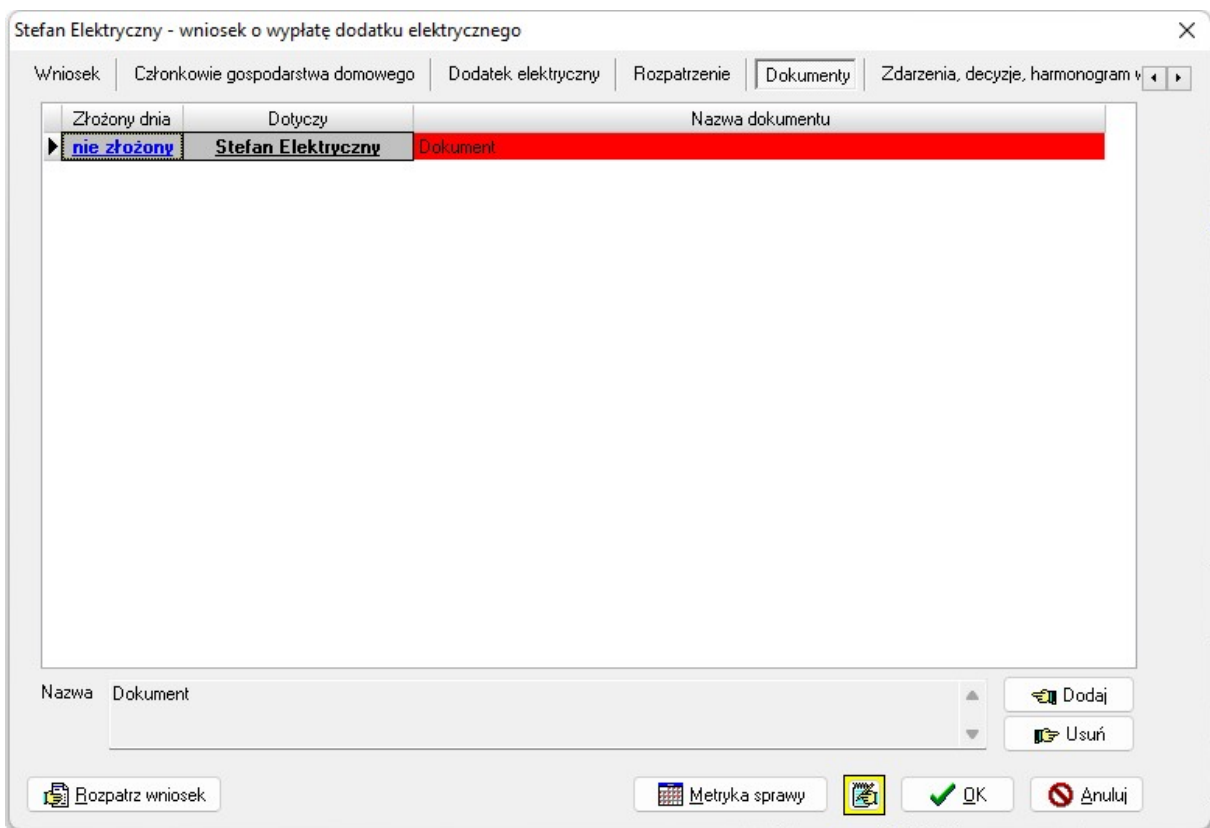 Stefan Elektryczny - wniosek o wypłatę dodatku elektrycznego
Wniosek Członkowie gospodarstwa domowego Dodatek elektryczny Rozpatrzenie Dokumenty Zdarzenia, decyzje, harmonogram
Złożony dnia Dotyczy Nazwa dokumentu
nie złożony Stefan Elektryczny Dokument
Nazwa Dokument
Dodaj
Usuń
Rozpatrz wniosek Metryka sprawy OK Anuluj